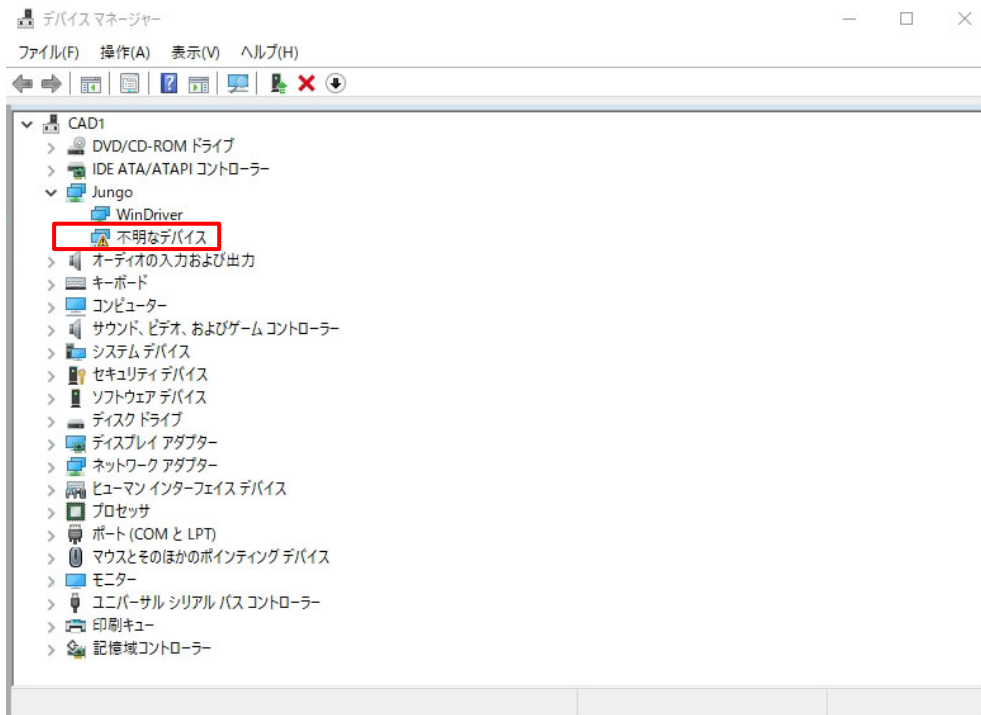 デバイス マネージャー
ファイル(F) 操作(A) 表示(V) ヘルプ(H)
CAD1
DVD/CD-ROM ドライブ
IDE ATA/ATAPI コントローラー
Jungo
WinDriver
不明なデバイス
オーディオの入力および出力
キーボード
コンピューター
サウンド、ビデオ、およびゲーム コントローラー
システム デバイス
セキュリティ デバイス
ソフトウェア デバイス
ディスク ドライブ
ディスプレイ アダプター
ネットワーク アダプター
ヒューマン インターフェイス デバイス
プロセッサ
ポート (COM と LPT)
マウスとそのほかのポインティング デバイス
モニター
ユニバーサル シリアル バス コントローラー
印刷キュー
記憶域コントローラー